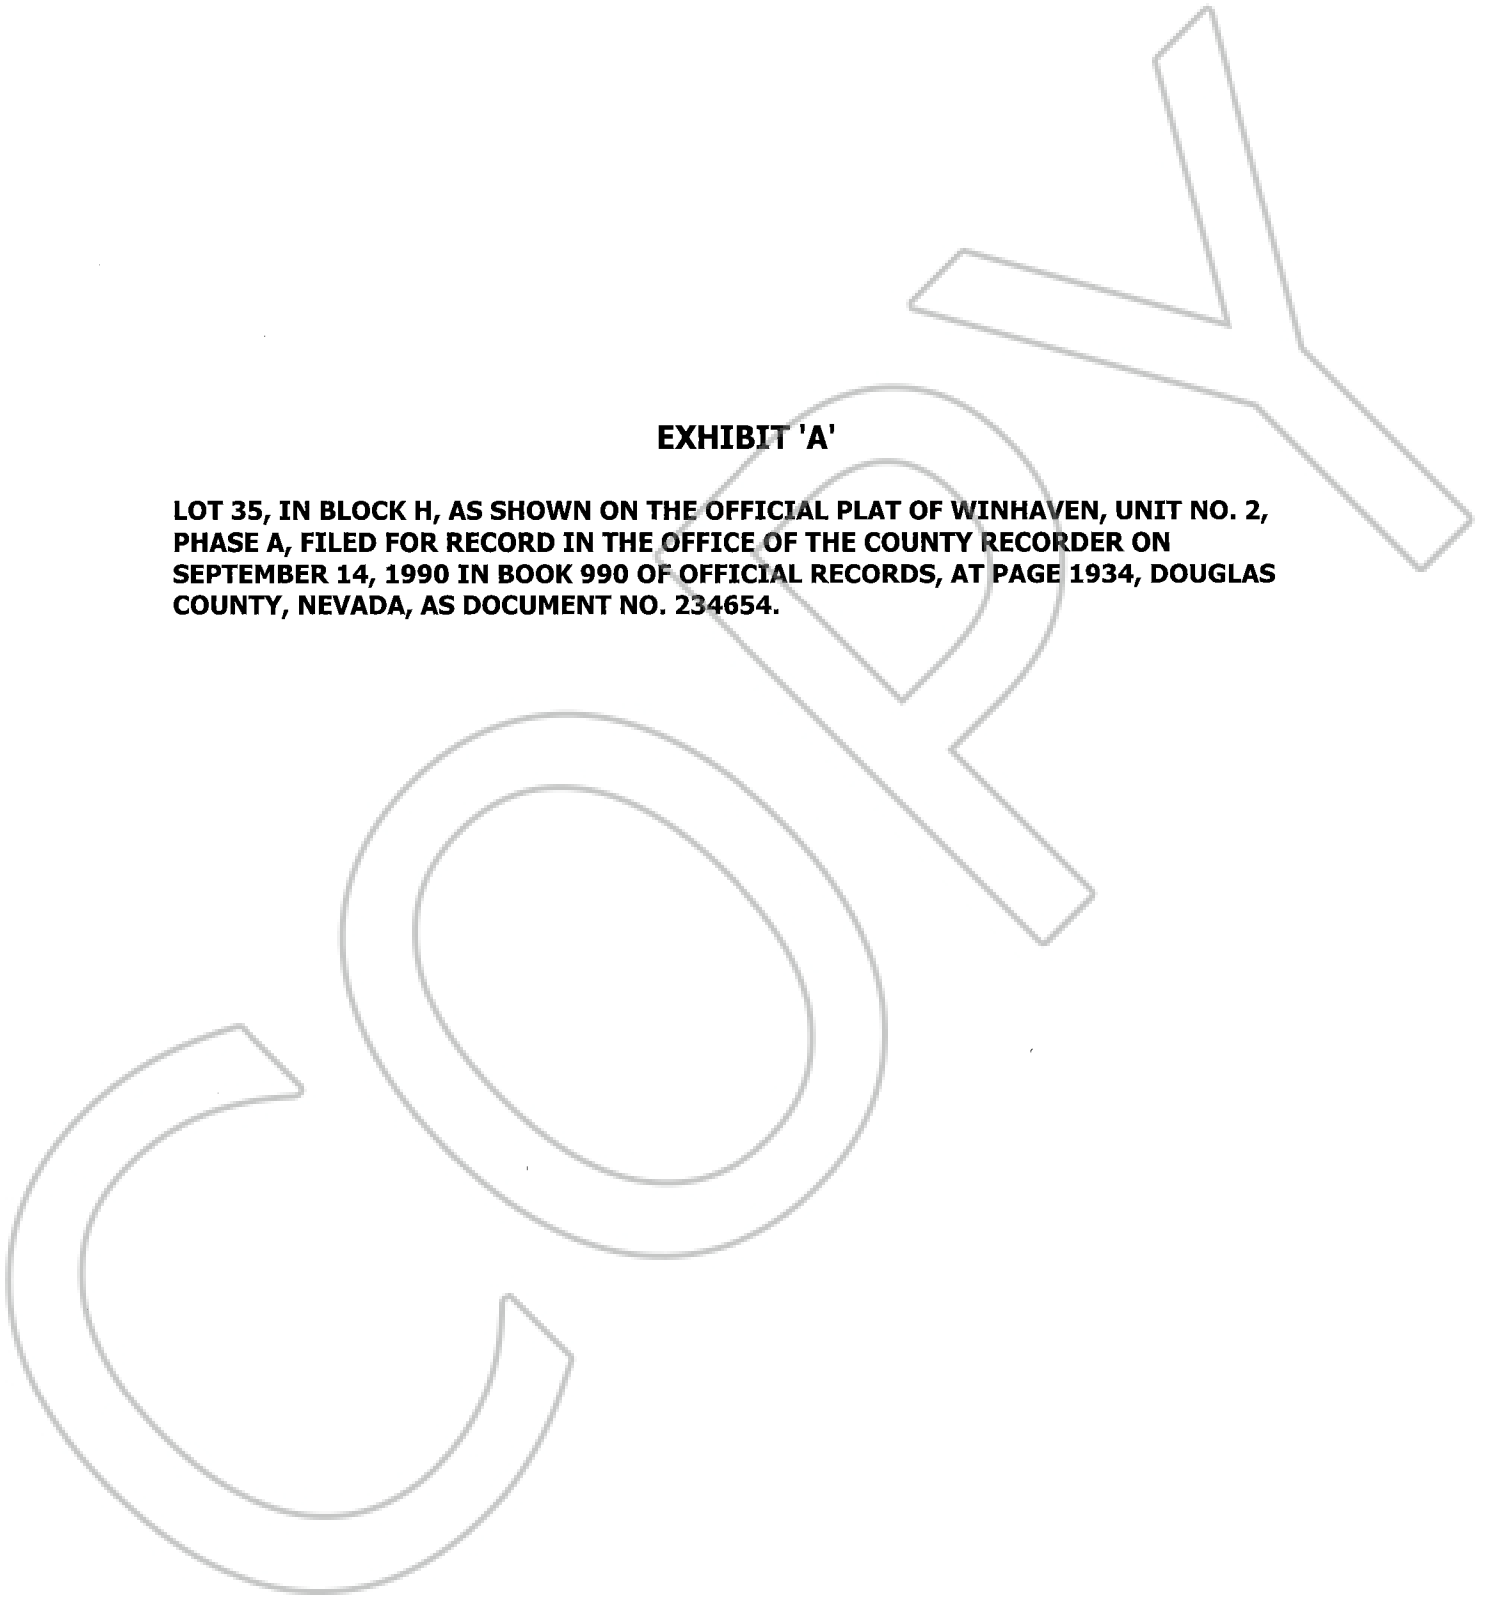 EXHIBIT 'A'
LOT 35, IN BLOCK H, AS SHOWN ON THE OFFICIAL PLAT OF WINHAVEN, UNIT NO. 2,
PHASE A, FILED FOR RECORD IN THE OFFICE OF THE COUNTY RECORDER ON
SEPTEMBER 14, 1990 IN BOOK 990 OF OFFICIAL RECORDS, AT PAGE 1934, DOUGLAS
COUNTY, NEVADA, AS DOCUMENT NO. 234654.
COPY